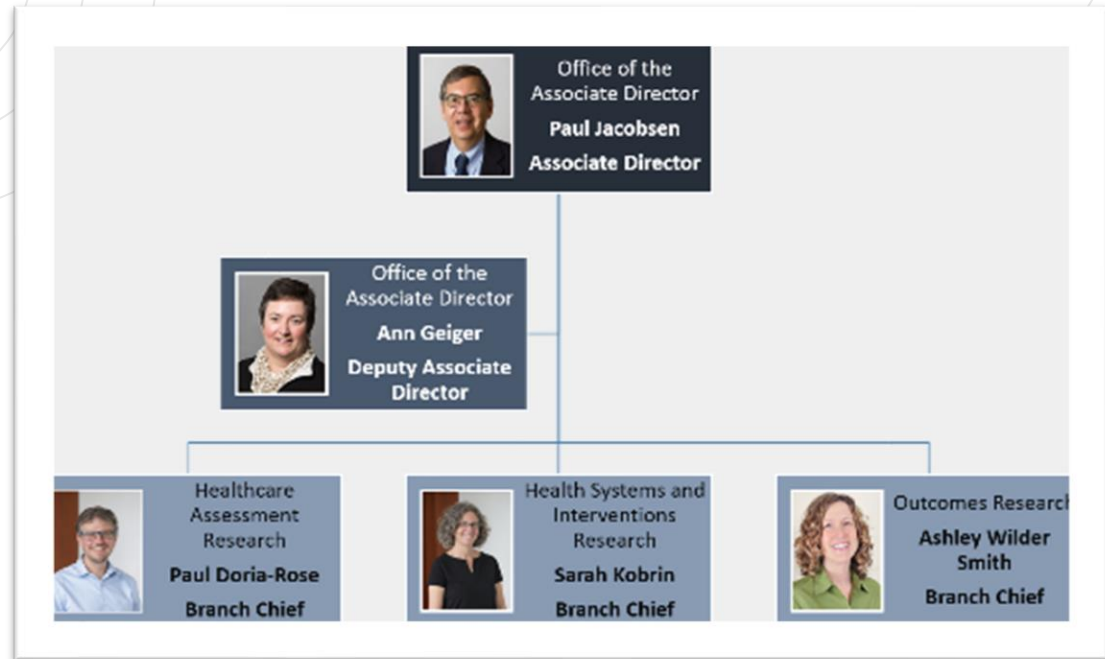 Office of the
Associate Director
Paul Jacobsen
Associate Director
Office of the
Associate Director
Ann Geiger
Deputy Associate
Director
Healthcare
Assessment
Research
Paul Doria-Rose
Branch Chief
Health Systems and
Interventions
Research
Sarah Kobrin
Branch Chief
Outcomes Research
Ashley Wilder
Smith
Branch Chief